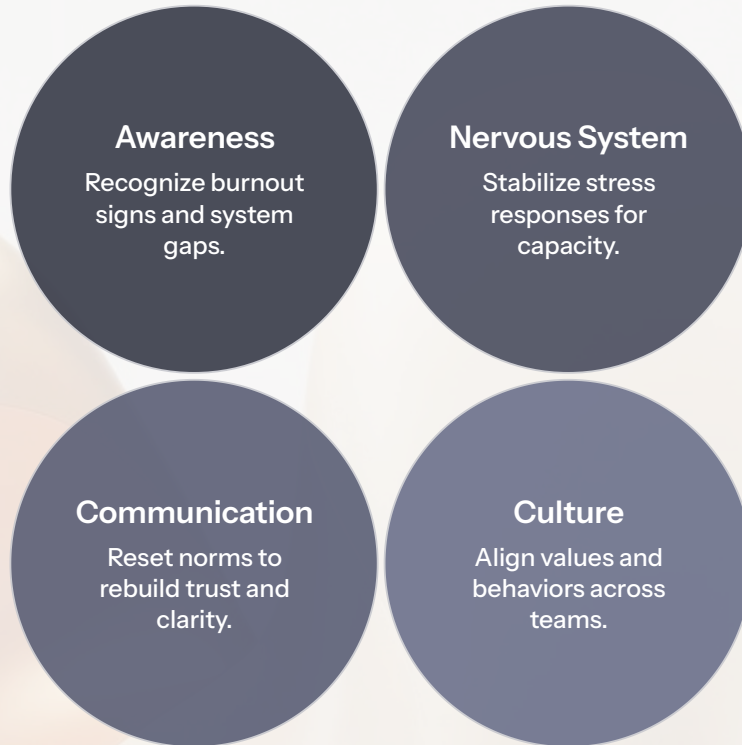 Awareness
Recognize burnout
signs and system
gaps.
Nervous System
Stabilize stress
responses for
capacity.
Communication
Reset norms to
rebuild trust and
clarity.
Culture
Align values and
behaviors across
teams.